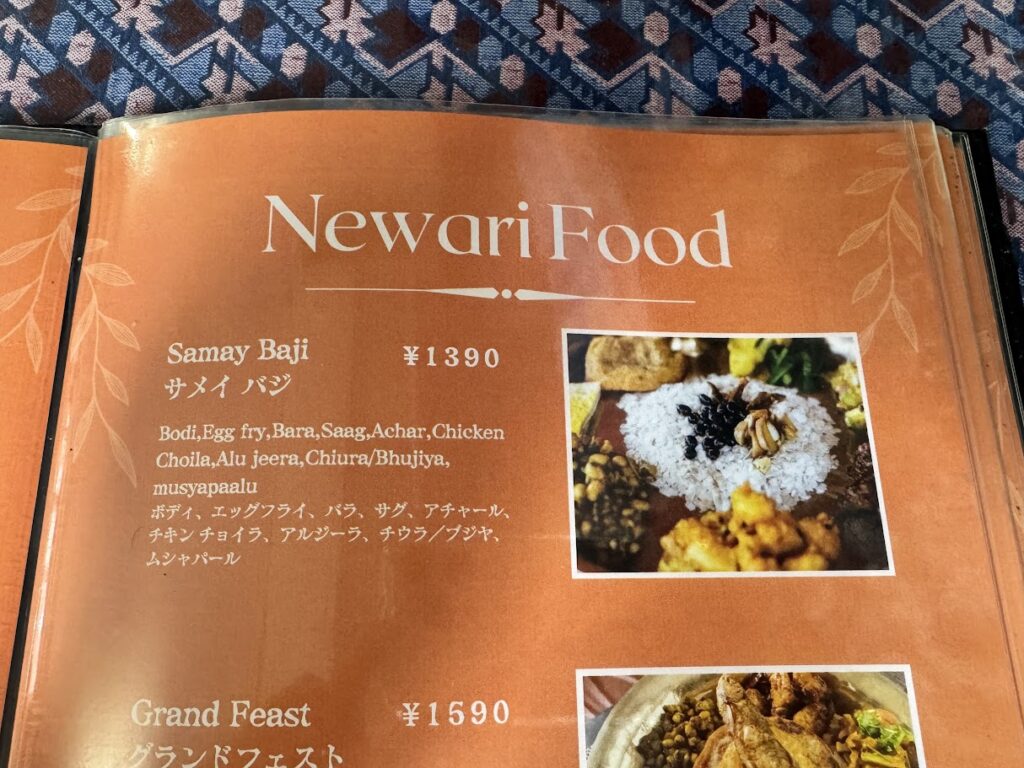 Newari Food
Samay Baji ¥1390
サメイ バジ
Bodi,Egg fry,Bara,Saag,Achar,Chicken
Choila,Alu jeera,Chiura/Bhujiya,
musyapaalu
ボディ、エッグフライ、バラ、サグ、アチャール、
チキン チョイラ、アルジーラ、チウラ／ブジヤ、
ムシャパール
Grand Feast ¥1590
グランドフェスト